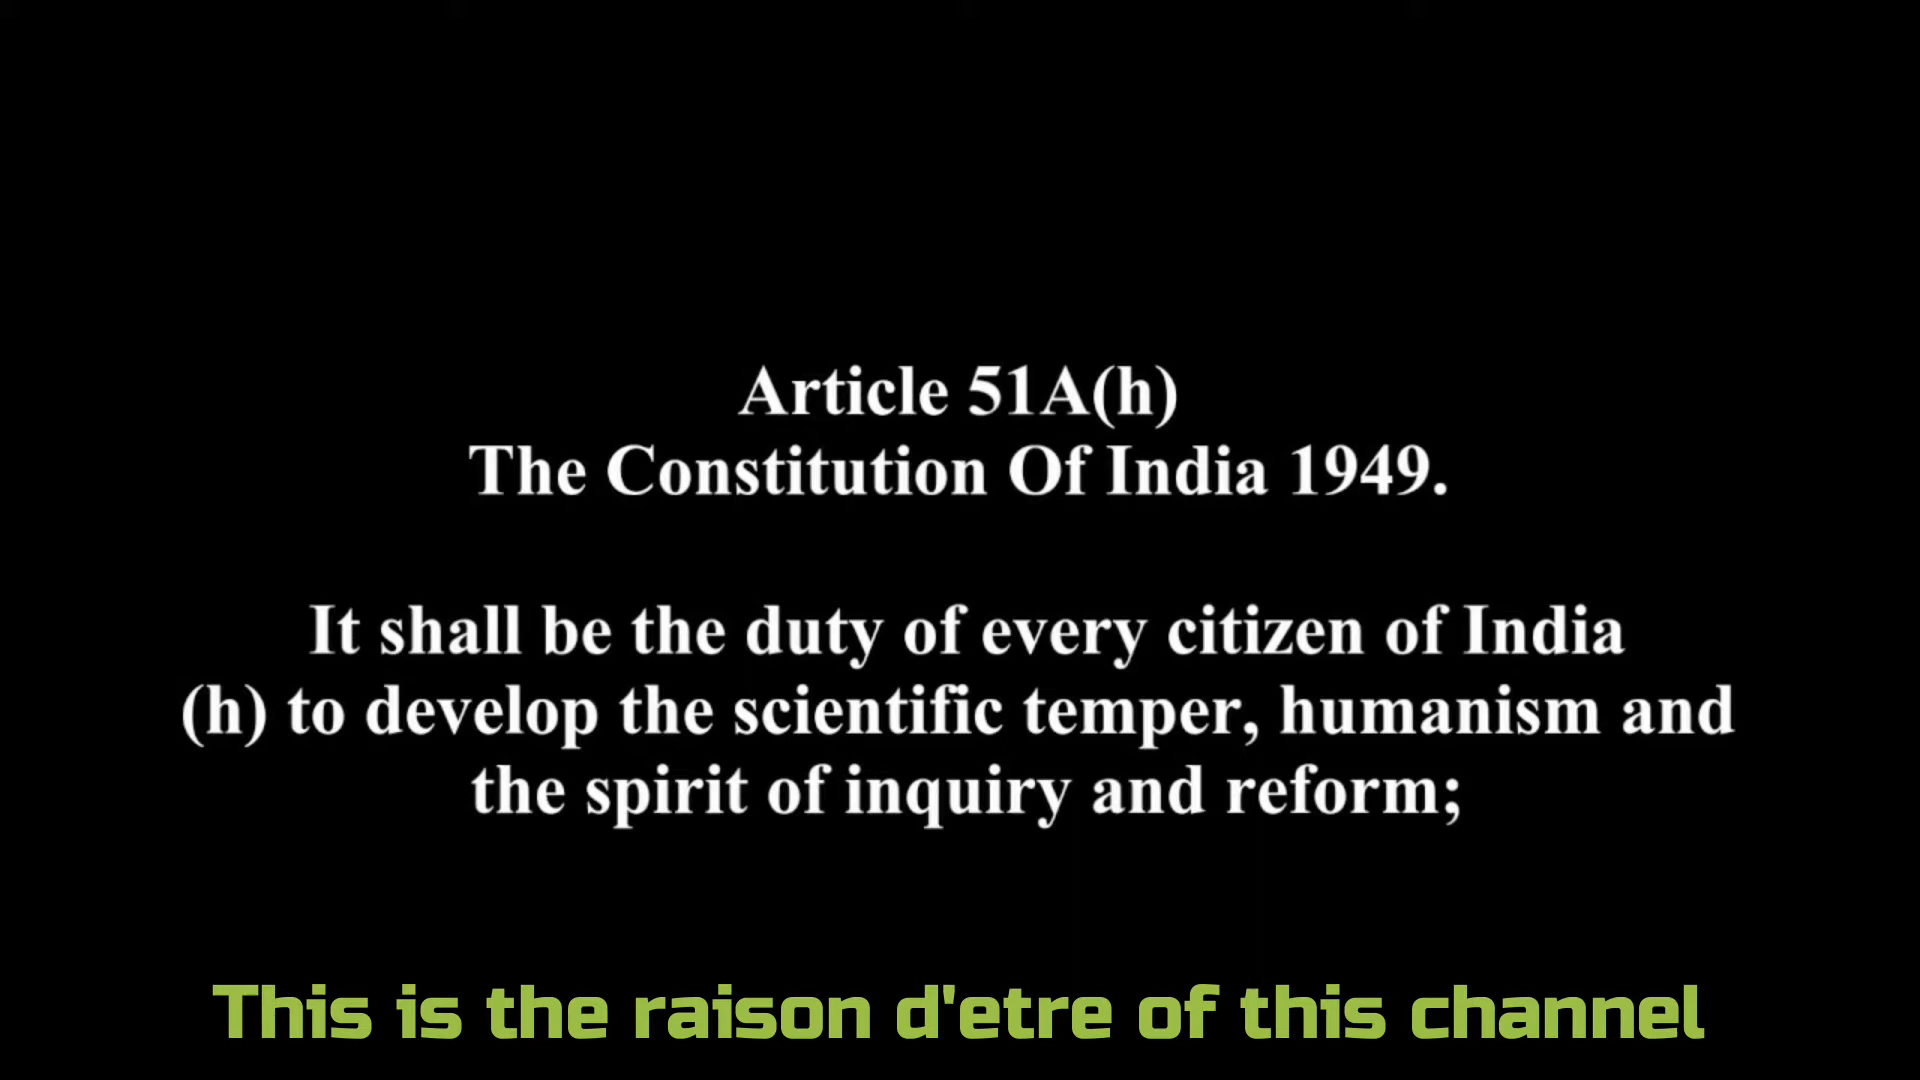 Article 51A(h)
The Constitution Of India 1949.
It shall be the duty of every citizen of India
(h) to develop the scientific temper, humanism and
the spirit of inquiry and reform;
This is the raison d'etre of this channel